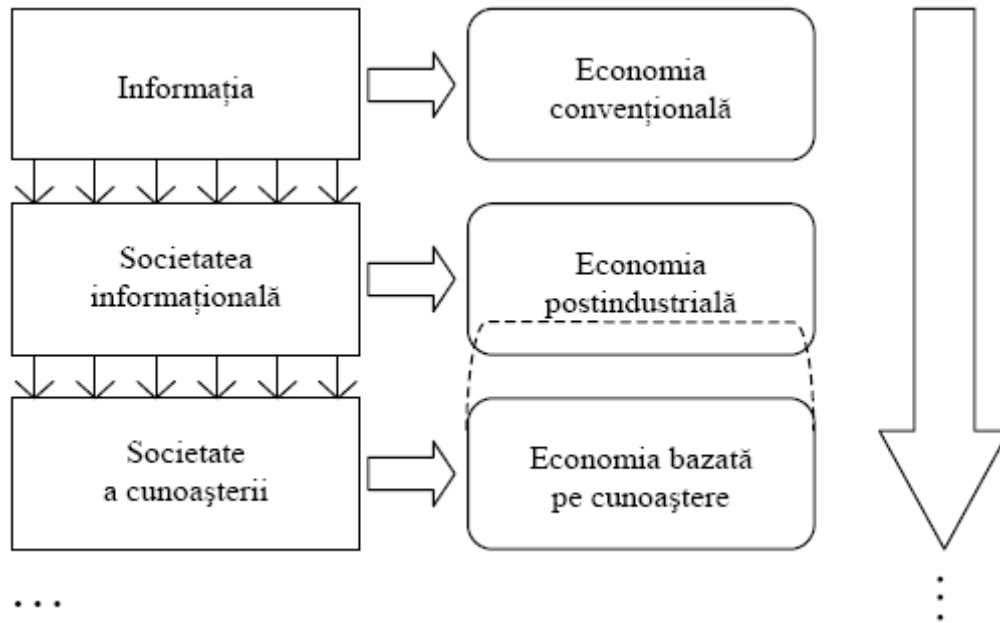 Informația
Economia
convențională
Societatea
informațională
Economia
postindustrială
Societate
a cunoașterii
Economia bazată
pe cunoaștere
...